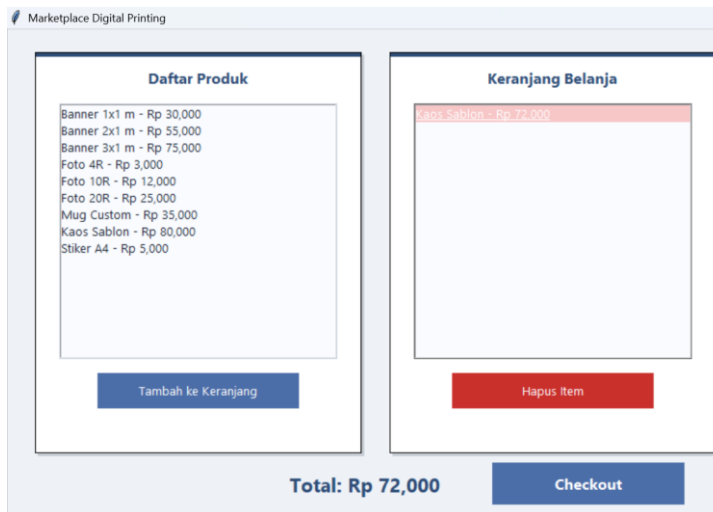 Marketplace Digital Printing
Daftar Produk
Banner 1x1 m - Rp 30,000
Banner 2x1 m - Rp 55,000
Banner 3x1 m - Rp 75,000
Foto 4R - Rp 3,000
Foto 10R - Rp 12,000
Foto 20R - Rp 25,000
Mug Custom - Rp 35,000
Kaos Sablon - Rp 80,000
Stiker A4 - Rp 5,000
Tambah ke Keranjang
Keranjang Belanja
Kaos Sablon - Rp 72,000
Hapus Item
Total: Rp 72,000
Checkout